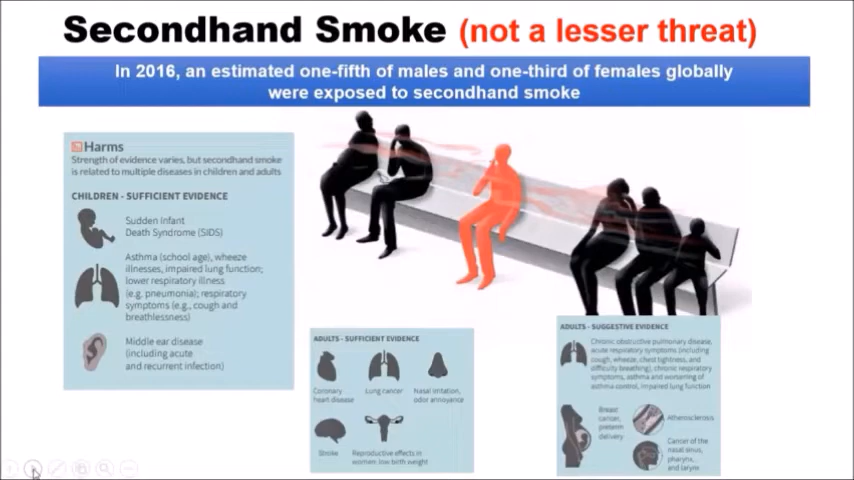 Secondhand Smoke (not a lesser threat)
In 2016, an estimated one-fifth of males and one-third of females globally
were exposed to secondhand smoke
Harms
Strength of evidence varies, but secondhand smoke
is related to multiple diseases in children and adults
CHILDREN - SUFFICIENT EVIDENCE
Sudden Infant
Death Syndrome (SIDS)
Asthma (school age), wheeze
illnesses, impaired lung function;
lower respiratory illness
(e.g. pneumonia); respiratory
symptoms (e.g., cough and
breathlessness)
Middle ear disease
(including acute
and recurrent infection)
ADULTS - SUFFICIENT EVIDENCE
Coronary
heart disease
Lung cancer
Nasal irritation,
odor annoyance
Stroke
Reproductive effects in
women: low birth weight
ADULTS - SUGGESTIVE EVIDENCE
Chronic obstructive pulmonary disease,
acute respiratory symptoms (including
cough, wheeze, chest tightness, and
difficulty breathing), chronic respiratory
symptoms, asthma and worsening of
asthma control, impaired lung function
Breast
cancer,
preterm
delivery
Atherosclerosis
Cancer of the
nasal sinus,
pharynx,
and larynx